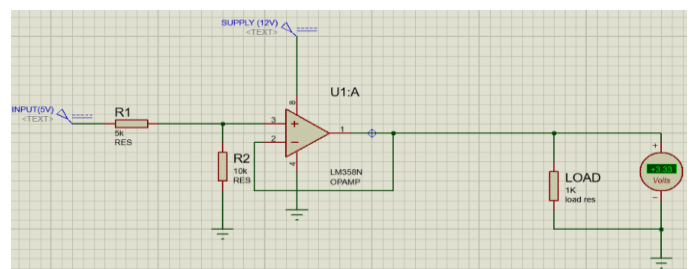 SUPPLY (12V)
<TEXT>
U1:A
INPUT(5V)
<TEXT>
R1
5k
RES
8
3
2
1
4
R2
10k
RES
LM358N
OPAMP
LOAD
1K
load res
+3.33
Volts